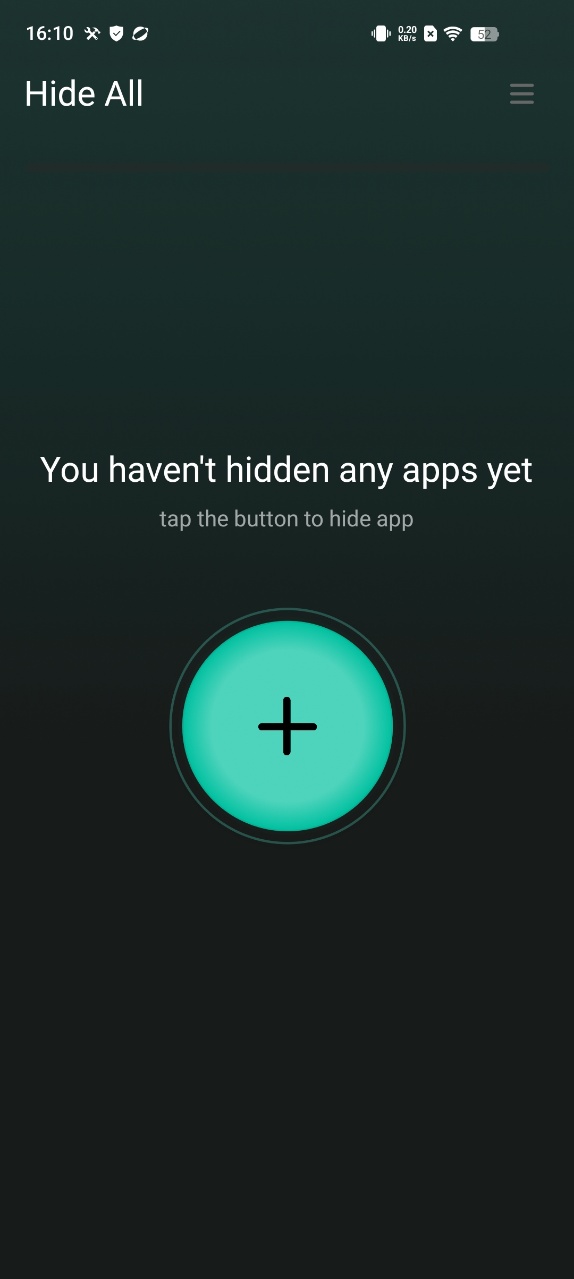 16:10
0.20
KB/s
52
Hide All
You haven't hidden any apps yet
tap the button to hide app